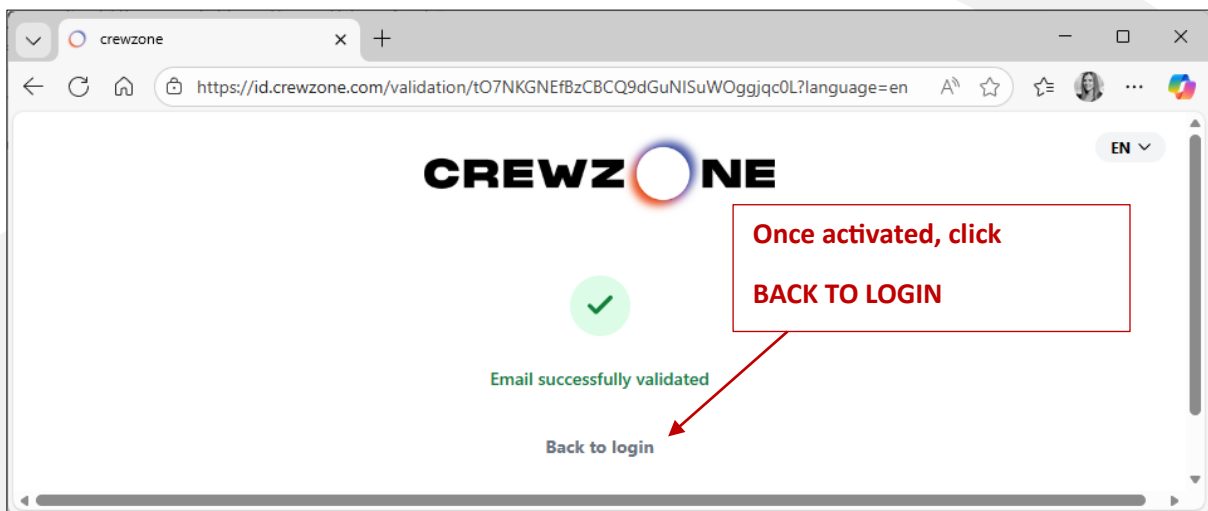 crewzone
https://id.crewzone.com/validation/tO7NKGNEfBzCBCQ9dGuNISuWOggjqc0L?language=en
EN
CREWZONE
Once activated, click
BACK TO LOGIN
Email successfully validated
Back to login